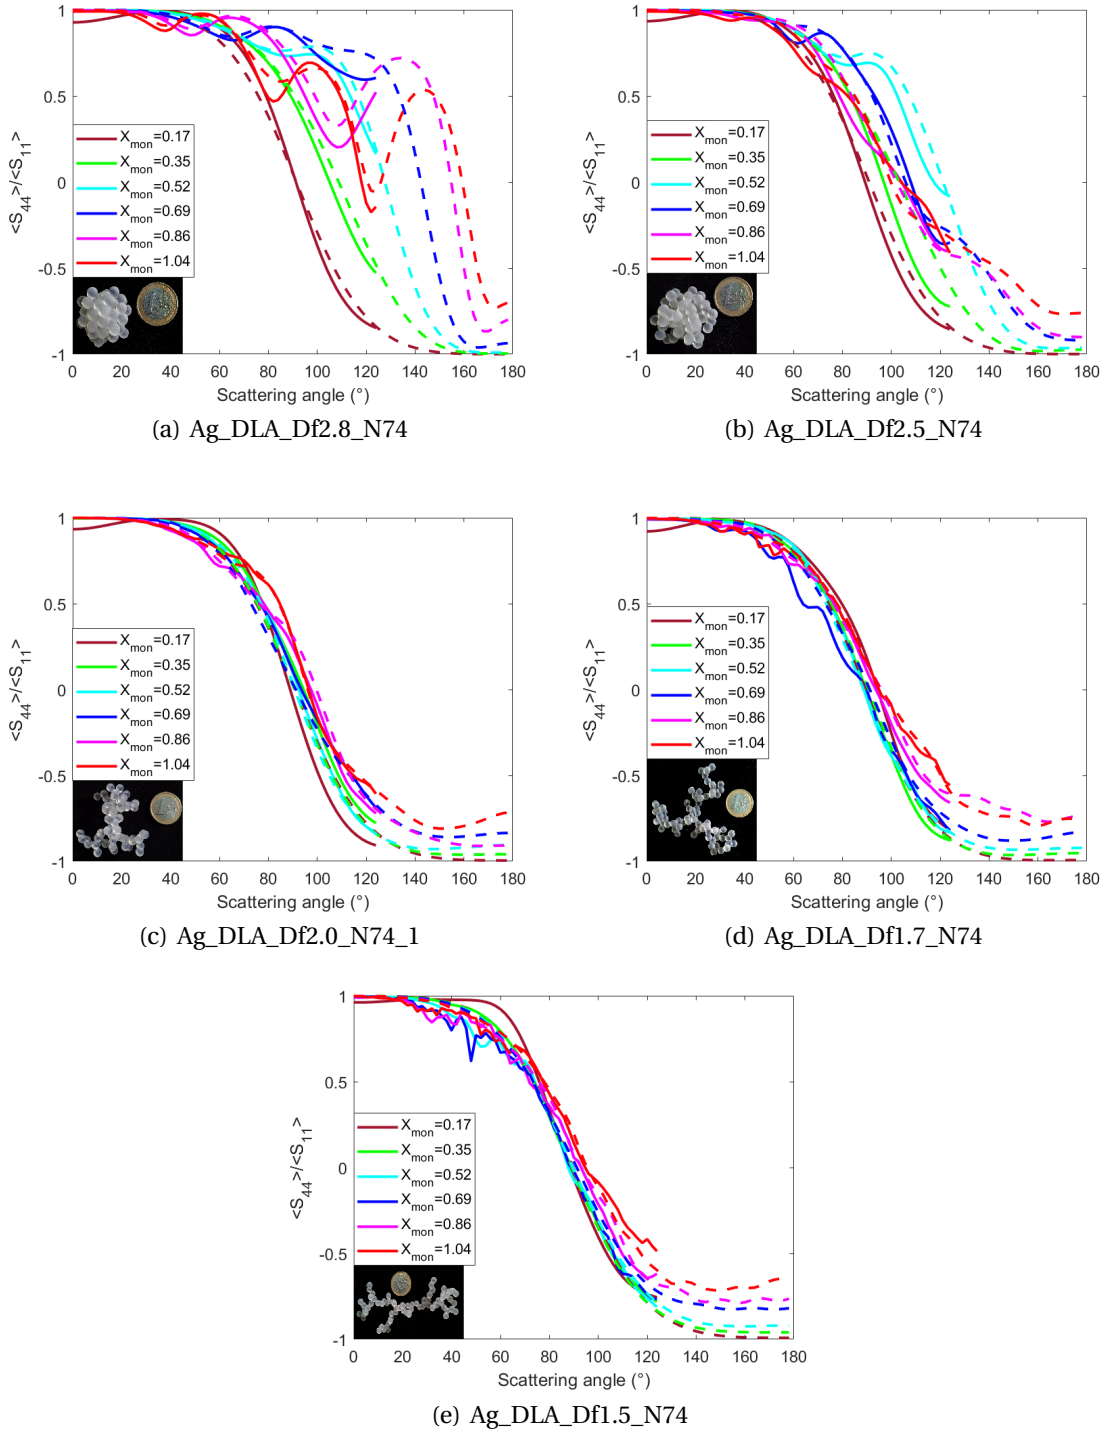 1
0.5
0
-0.5
-1
<S44>/<S11>
Xmon=0.17
Xmon=0.35
Xmon=0.52
Xmon=0.69
Xmon=0.86
Xmon=1.04
0 20 40 60 80 100 120 140 160 180
Scattering angle (°)
(a) Ag_DLA_Df2.8_N74
1
0.5
0
-0.5
-1
<S44>/<S11>
Xmon=0.17
Xmon=0.35
Xmon=0.52
Xmon=0.69
Xmon=0.86
Xmon=1.04
0 20 40 60 80 100 120 140 160 180
Scattering angle (°)
(b) Ag_DLA_Df2.5_N74
1
0.5
0
-0.5
-1
<S44>/<S11>
Xmon=0.17
Xmon=0.35
Xmon=0.52
Xmon=0.69
Xmon=0.86
Xmon=1.04
0 20 40 60 80 100 120 140 160 180
Scattering angle (°)
(c) Ag_DLA_Df2.0_N74_1
1
0.5
0
-0.5
-1
<S44>/<S11>
Xmon=0.17
Xmon=0.35
Xmon=0.52
Xmon=0.69
Xmon=0.86
Xmon=1.04
0 20 40 60 80 100 120 140 160 180
Scattering angle (°)
(d) Ag_DLA_Df1.7_N74
1
0.5
0
-0.5
-1
<S44>/<S11>
Xmon=0.17
Xmon=0.35
Xmon=0.52
Xmon=0.69
Xmon=0.86
Xmon=1.04
0 20 40 60 80 100 120 140 160 180
Scattering angle (°)
(e) Ag_DLA_Df1.5_N74